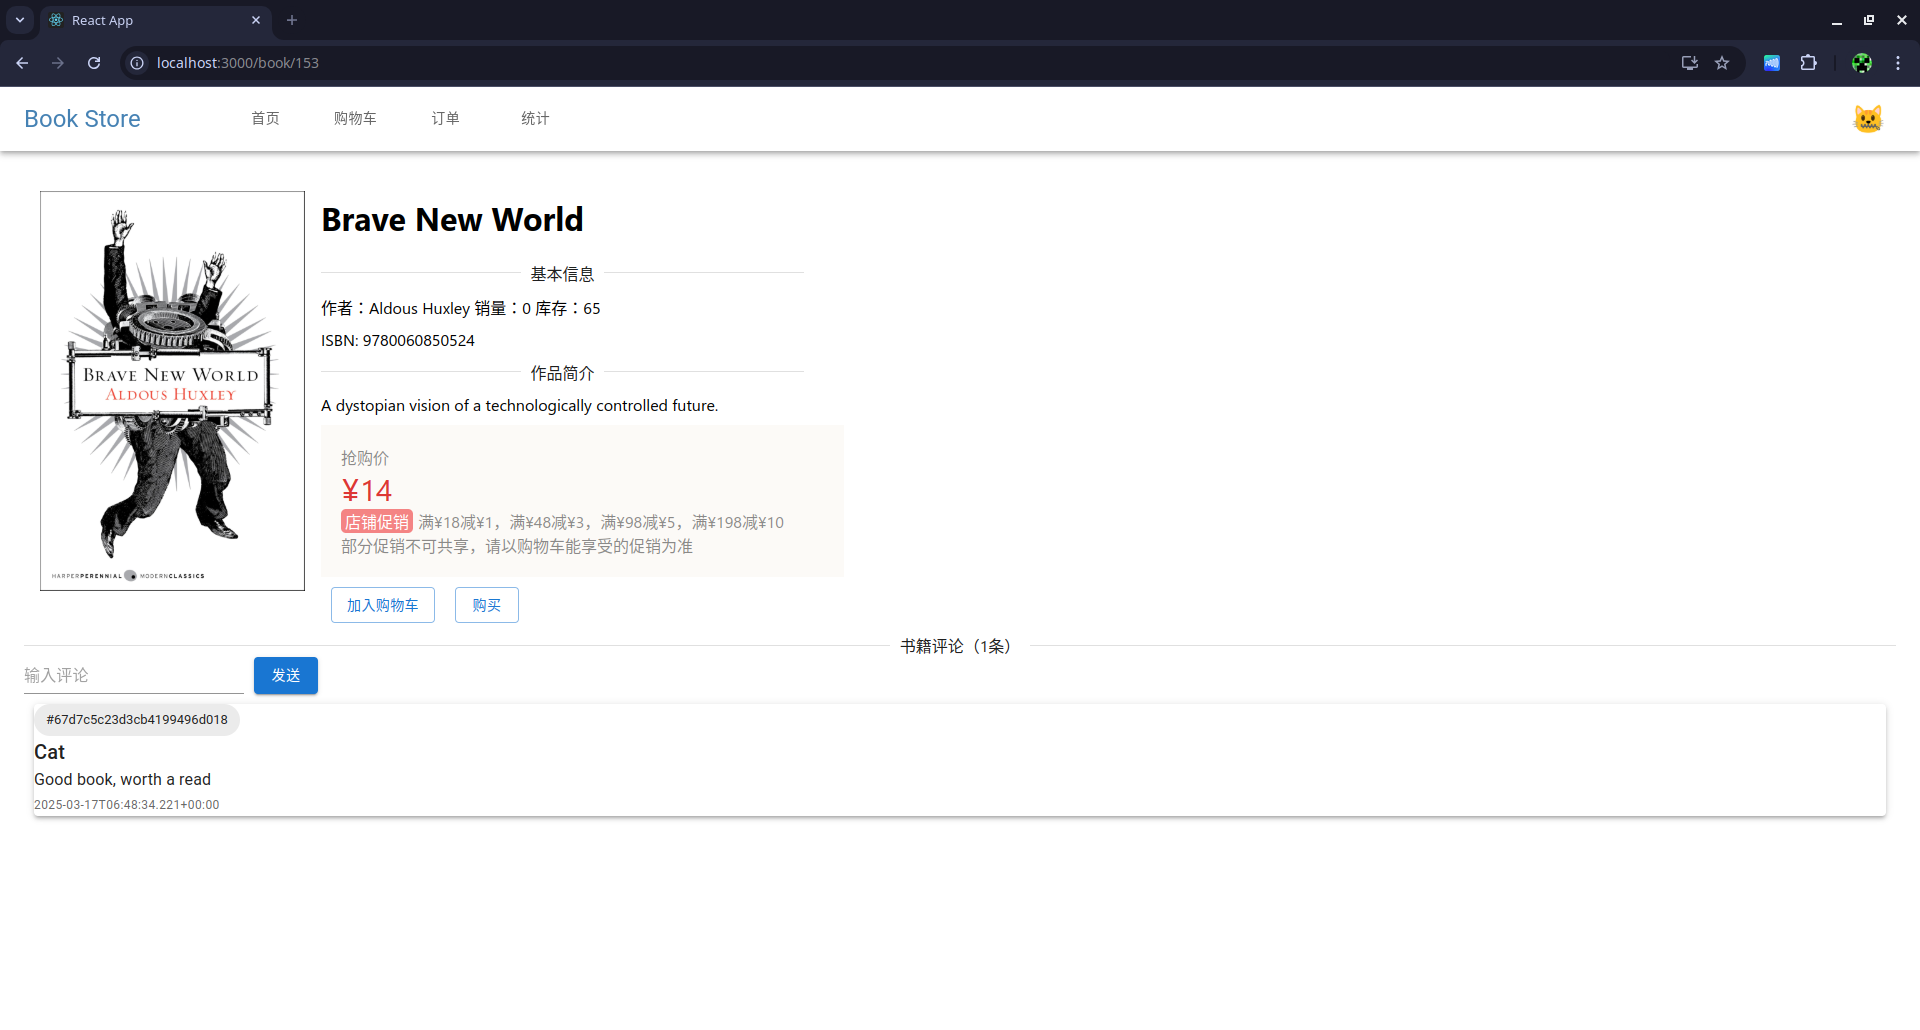 React App
localhost:3000/book/153
Book Store
首页
购物车
订单
统计
BRAVE NEW WORLD
ALDOUS HUXLEY
HARPERPERENNIAL MODERNCLASSICS
Brave New World
基本信息
作者：Aldous Huxley 销量：0 库存：65
ISBN: 9780060850524
作品简介
A dystopian vision of a technologically controlled future.
抢购价
¥14
店铺促销 满¥18减¥1，满¥48减¥3，满¥98减¥5，满¥198减¥10
部分促销不可共享，请以购物车能享受的促销为准
加入购物车
购买
书籍评论（1条）
输入评论
发送
#67d7c5c23d3cb4199496d018
Cat
Good book, worth a read
2025-03-17T06:48:34.221+00:00